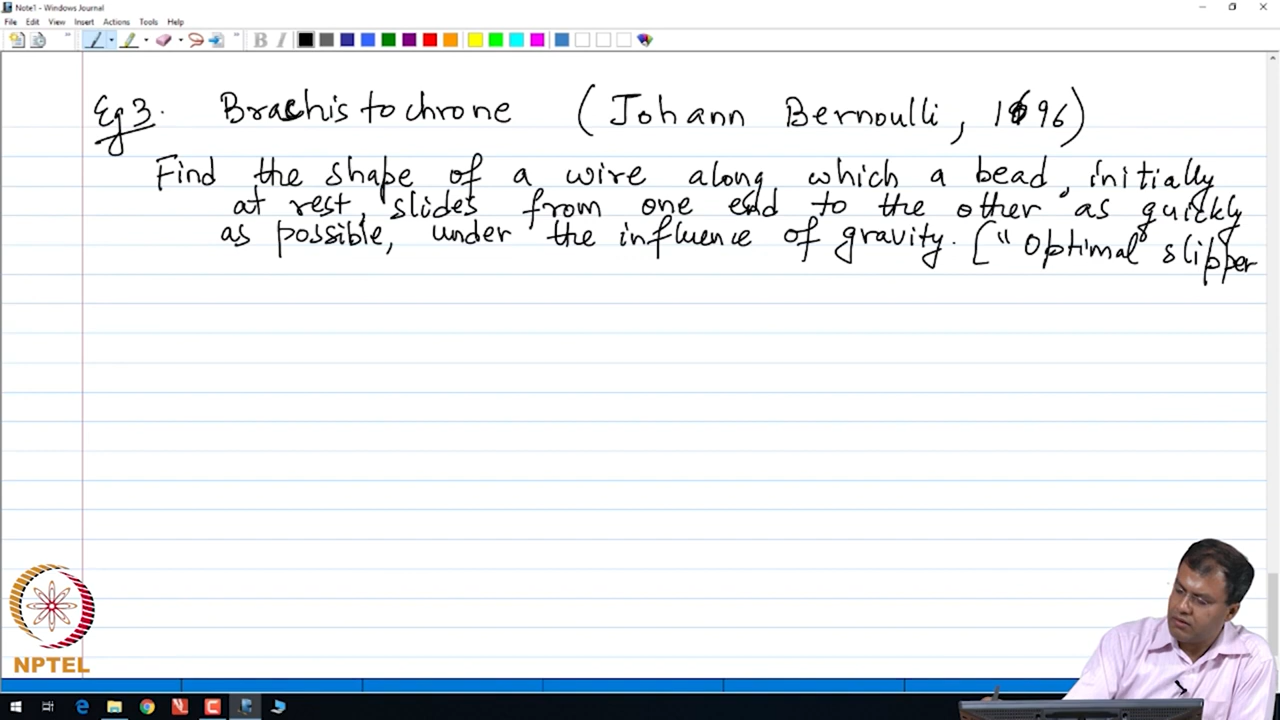 Note1 - Windows Journal
File Edit View Insert Actions Tools Help
B I
Eg 3. Brachistochrone (Johann Bernoulli, 1696)
Find the shape of a wire along which a bead, initially
at rest, slides from one end to the other as quickly
as possible, under the influence of gravity. ["Optimal slipper
NPTEL